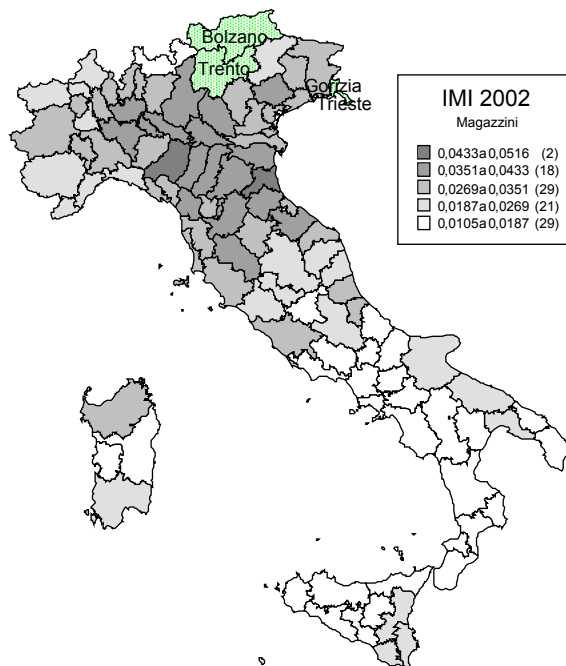 Bolzano
Trento
Gorizia
Trieste
IMI 2002
Magazzini
0,0433a0,0516 (2)
0,0351a0,0433 (18)
0,0269a0,0351 (29)
0,0187a0,0269 (21)
0,0105a0,0187 (29)